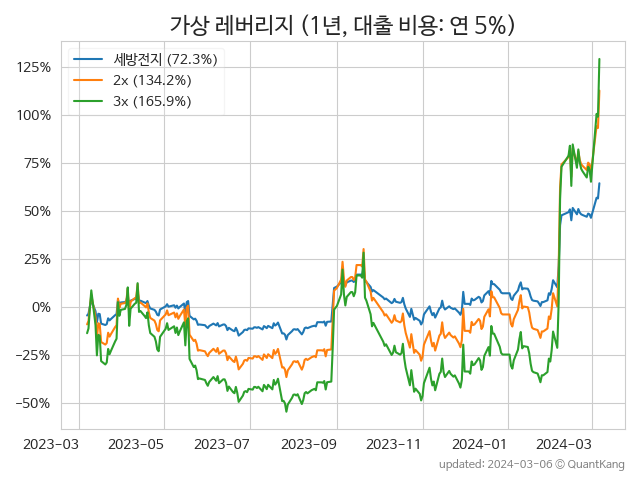 가상 레버리지 (1년, 대출 비용: 연 5%)
세방전지 (72.3%)
2x (134.2%)
3x (165.9%)
125%
100%
75%
50%
25%
0%
−25%
−50%
2023-03 2023-05 2023-07 2023-09 2023-11 2024-01 2024-03
updated: 2024-03-06 © QuantKang